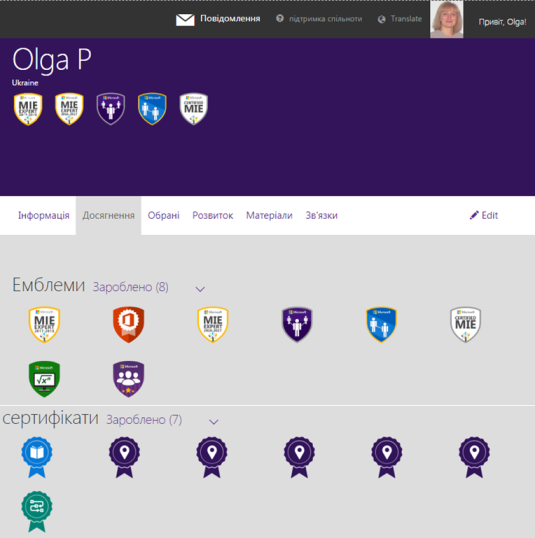 Повідомлення
підтримка спільноти
Translate
Привіт, Olga!
Olga P
Ukraine
MIE EXPERT
MIE EXPERT
CERTIFIED MIE
Інформація
Досягнення
Обрані
Розвиток
Матеріали
Зв'язки
Edit
Емблеми Зароблено (8)
MIE EXPERT
MIE EXPERT
CERTIFIED MIE
сертифікати Зароблено (7)